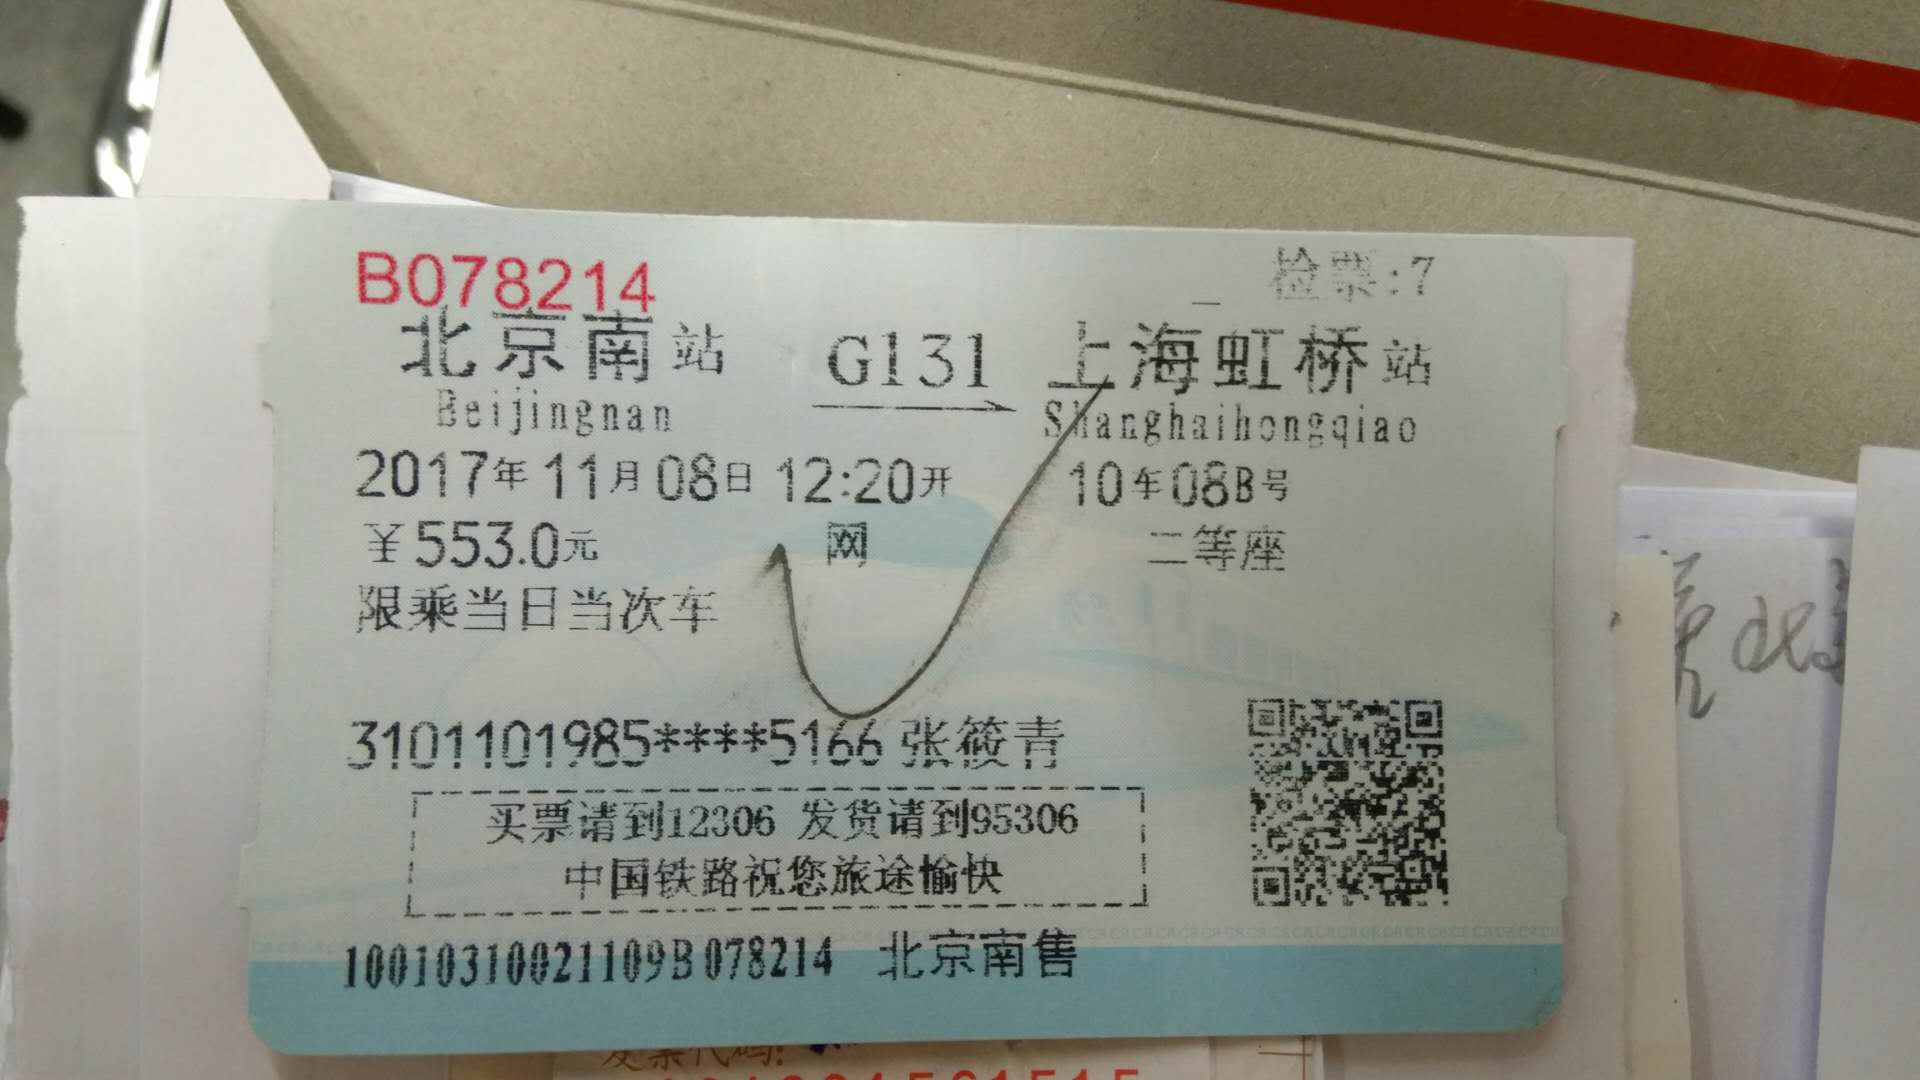 B078214
检票:7
北京南站 G131 上海虹桥站
Beijingnan Shanghaihongqiao
2017年11月08日 12:20开 10车08B号
￥553.0元 网 二等座
限乘当日当次车
3101101985****5166 张筱青
买票请到12306 发货请到95306
中国铁路祝您旅途愉快
10010310021109B078214 北京南售
发票代码: